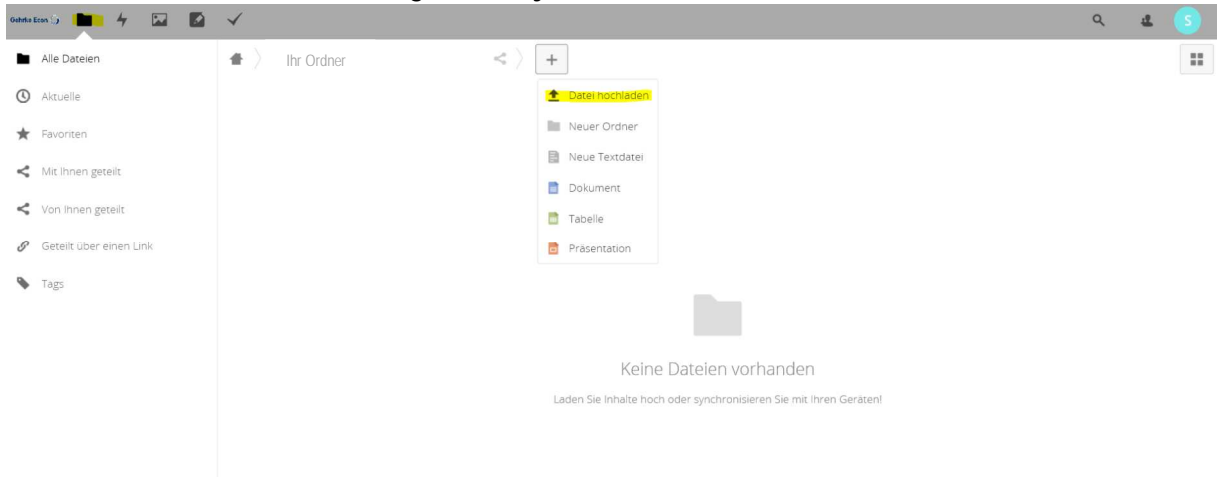 Gehrke Econ
S
Alle Dateien
Ihr Ordner
+
Aktuelle
Datei hochladen
Favoriten
Neuer Ordner
Neue Textdatei
Mit Ihnen geteilt
Dokument
Von Ihnen geteilt
Tabelle
Geteilt über einen Link
Präsentation
Tags
Keine Dateien vorhanden
Laden Sie Inhalte hoch oder synchronisieren Sie mit Ihren Geräten!